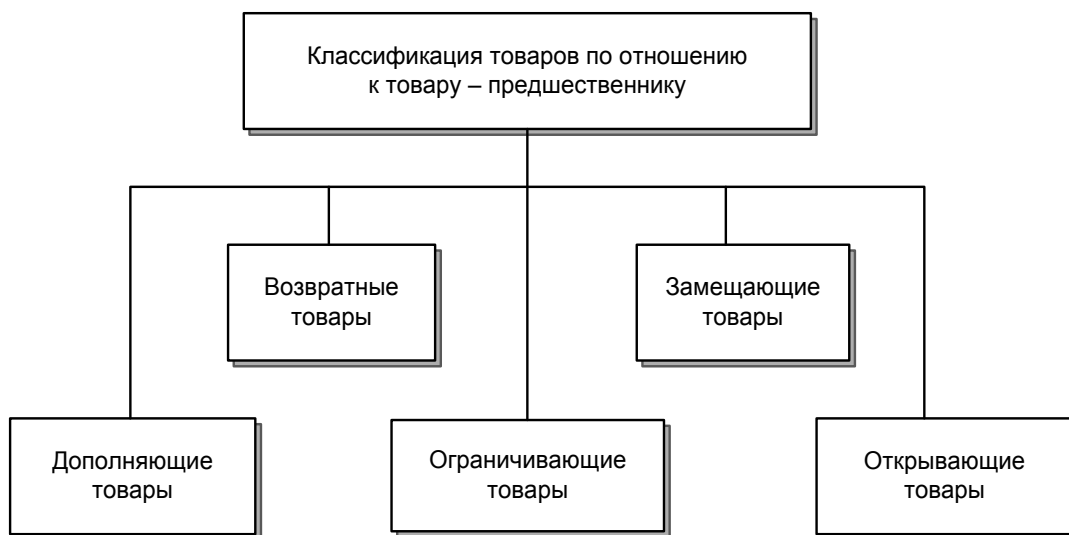 Классификация товаров по отношению
к товару – предшественнику
Возвратные
товары
Замещающие
товары
Дополняющие
товары
Ограничивающие
товары
Открывающие
товары